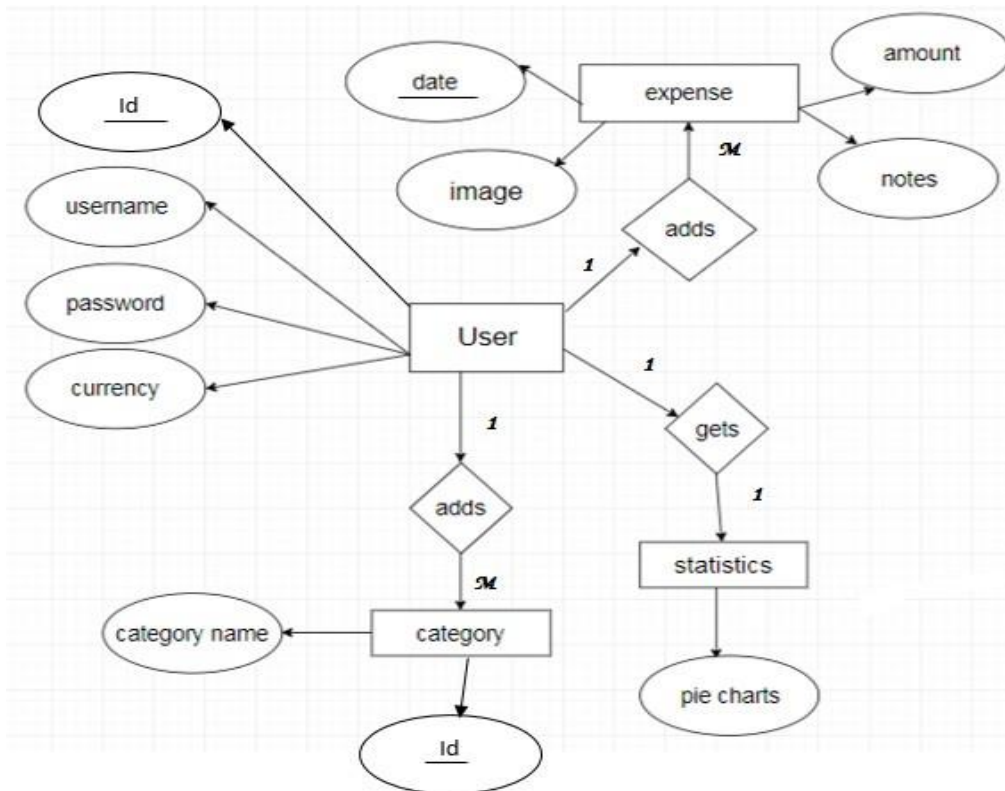 date
expense
amount
Id
image
M
notes
username
adds
1
password
User
1
currency
gets
1
1
adds
statistics
M
category name
category
pie charts
Id